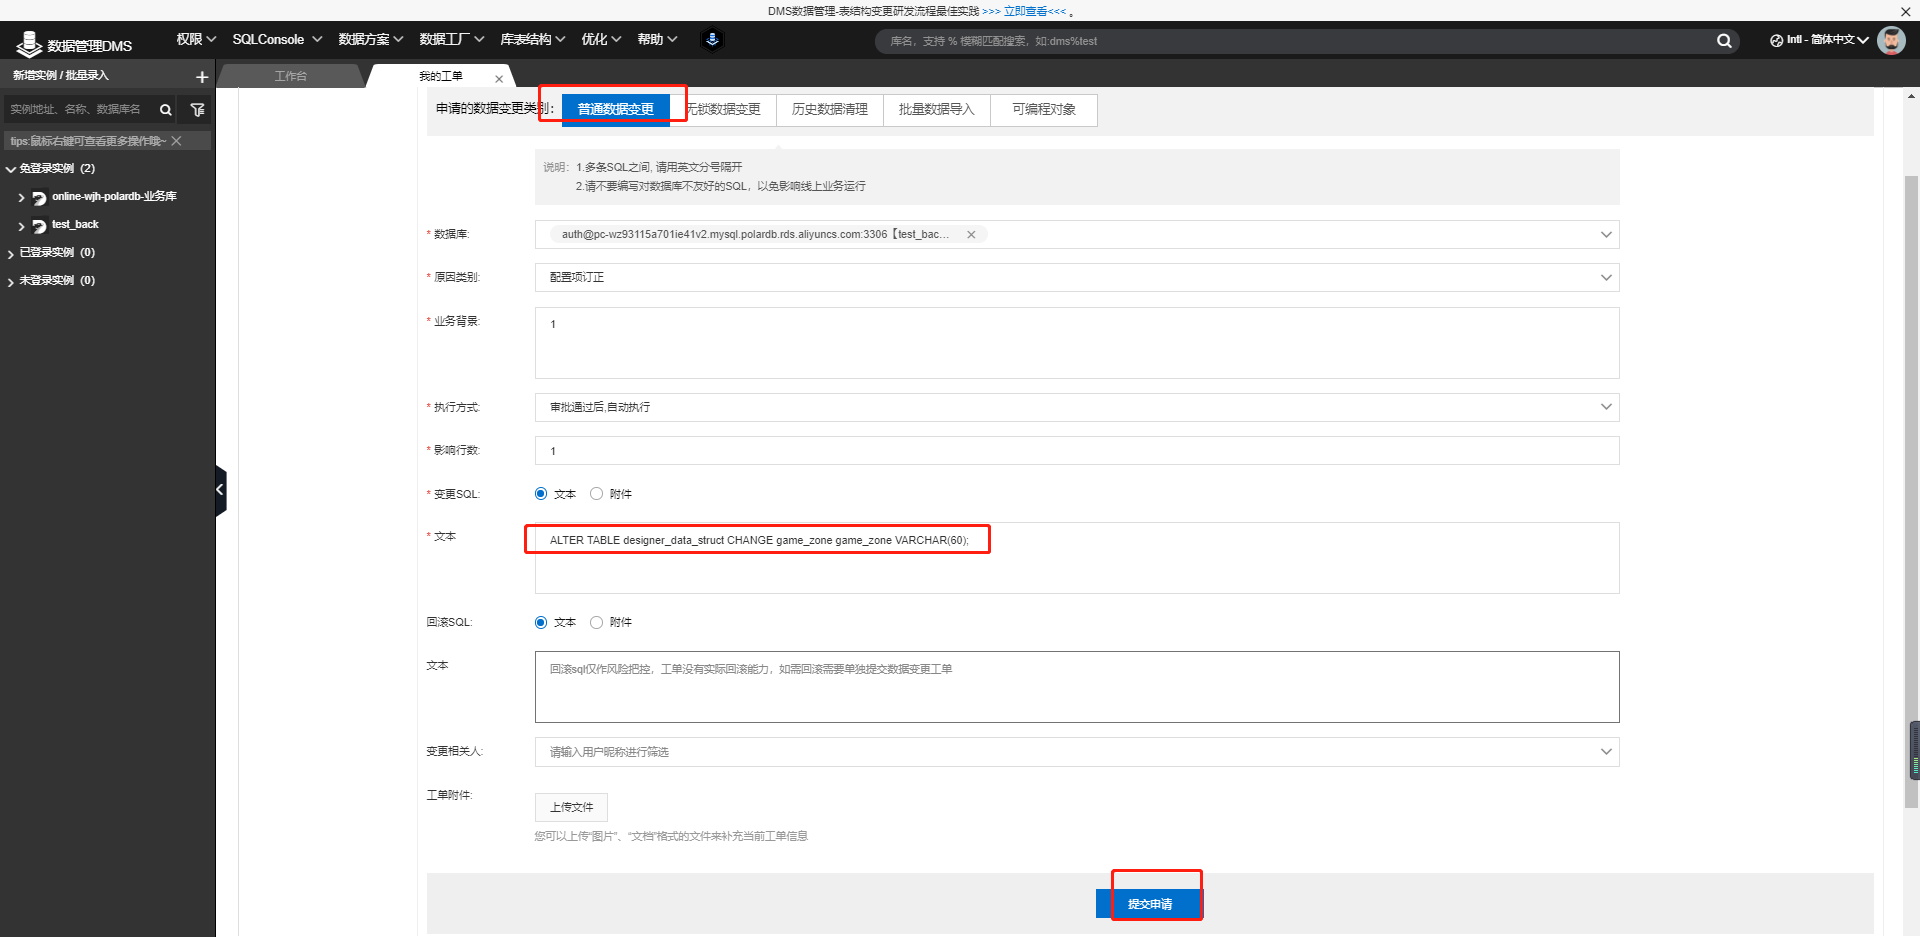 DMS数据管理-表结构变更研发流程最佳实践 >>> 立即查看<<< 。
数据管理DMS
权限
SQLConsole
数据方案
数据工厂
库表结构
优化
帮助
库名，支持 % 模糊匹配搜索，如:dms%test
Intl - 简体中文
新增实例 / 批量录入
工作台
我的工单
实例地址、名称、数据库名
tips:鼠标右键可查看更多操作哦~
免登录实例 (2)
online-wjh-polardb-业务库
test_back
已登录实例 (0)
未登录实例 (0)
申请的数据变更类别：
普通数据变更
无锁数据变更
历史数据清理
批量数据导入
可编程对象
说明：1.多条SQL之间, 请用英文分号隔开
2.请不要编写对数据库不友好的SQL，以免影响线上业务运行
* 数据库:
auth@pc-wz93115a701ie41v2.mysql.polardb.rds.aliyuncs.com:3306【test_bac...
* 原因类别:
配置项订正
* 业务背景:
1
* 执行方式:
审批通过后,自动执行
* 影响行数:
1
* 变更SQL:
文本
附件
* 文本
ALTER TABLE designer_data_struct CHANGE game_zone game_zone VARCHAR(60);
回滚SQL:
文本
附件
文本
回滚sql仅作风险把控，工单没有实际回滚能力，如需回滚需要单独提交数据变更工单
变更相关人:
请输入用户昵称进行筛选
工单附件:
上传文件
您可以上传“图片”、“文档”格式的文件来补充当前工单信息
提交申请